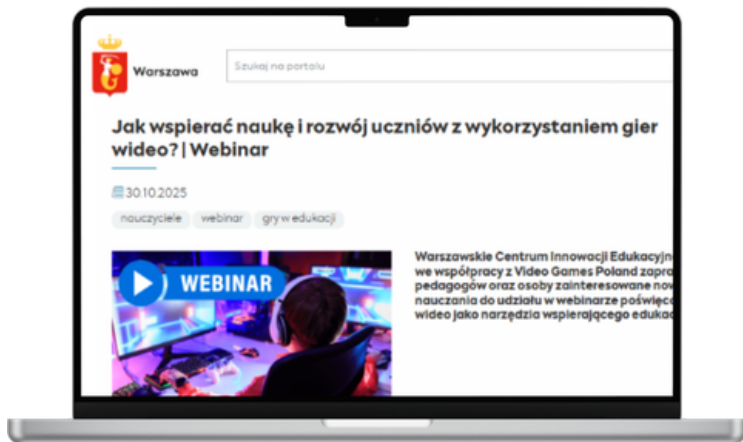 Warszawa
Szukaj na portalu
Jak wspierać naukę i rozwój uczniów z wykorzystaniem gier
wideo? | Webinar
30.10.2025
nauczyciele webinar gry w edukacji
WEBINAR
Warszawskie Centrum Innowacji Edukacyjn
we współpracy z Video Games Poland zapra
pedagogów oraz osoby zainteresowane now
nauczania do udziału w webinarze poświęco
wideo jako narzędzia wspierającego edukac